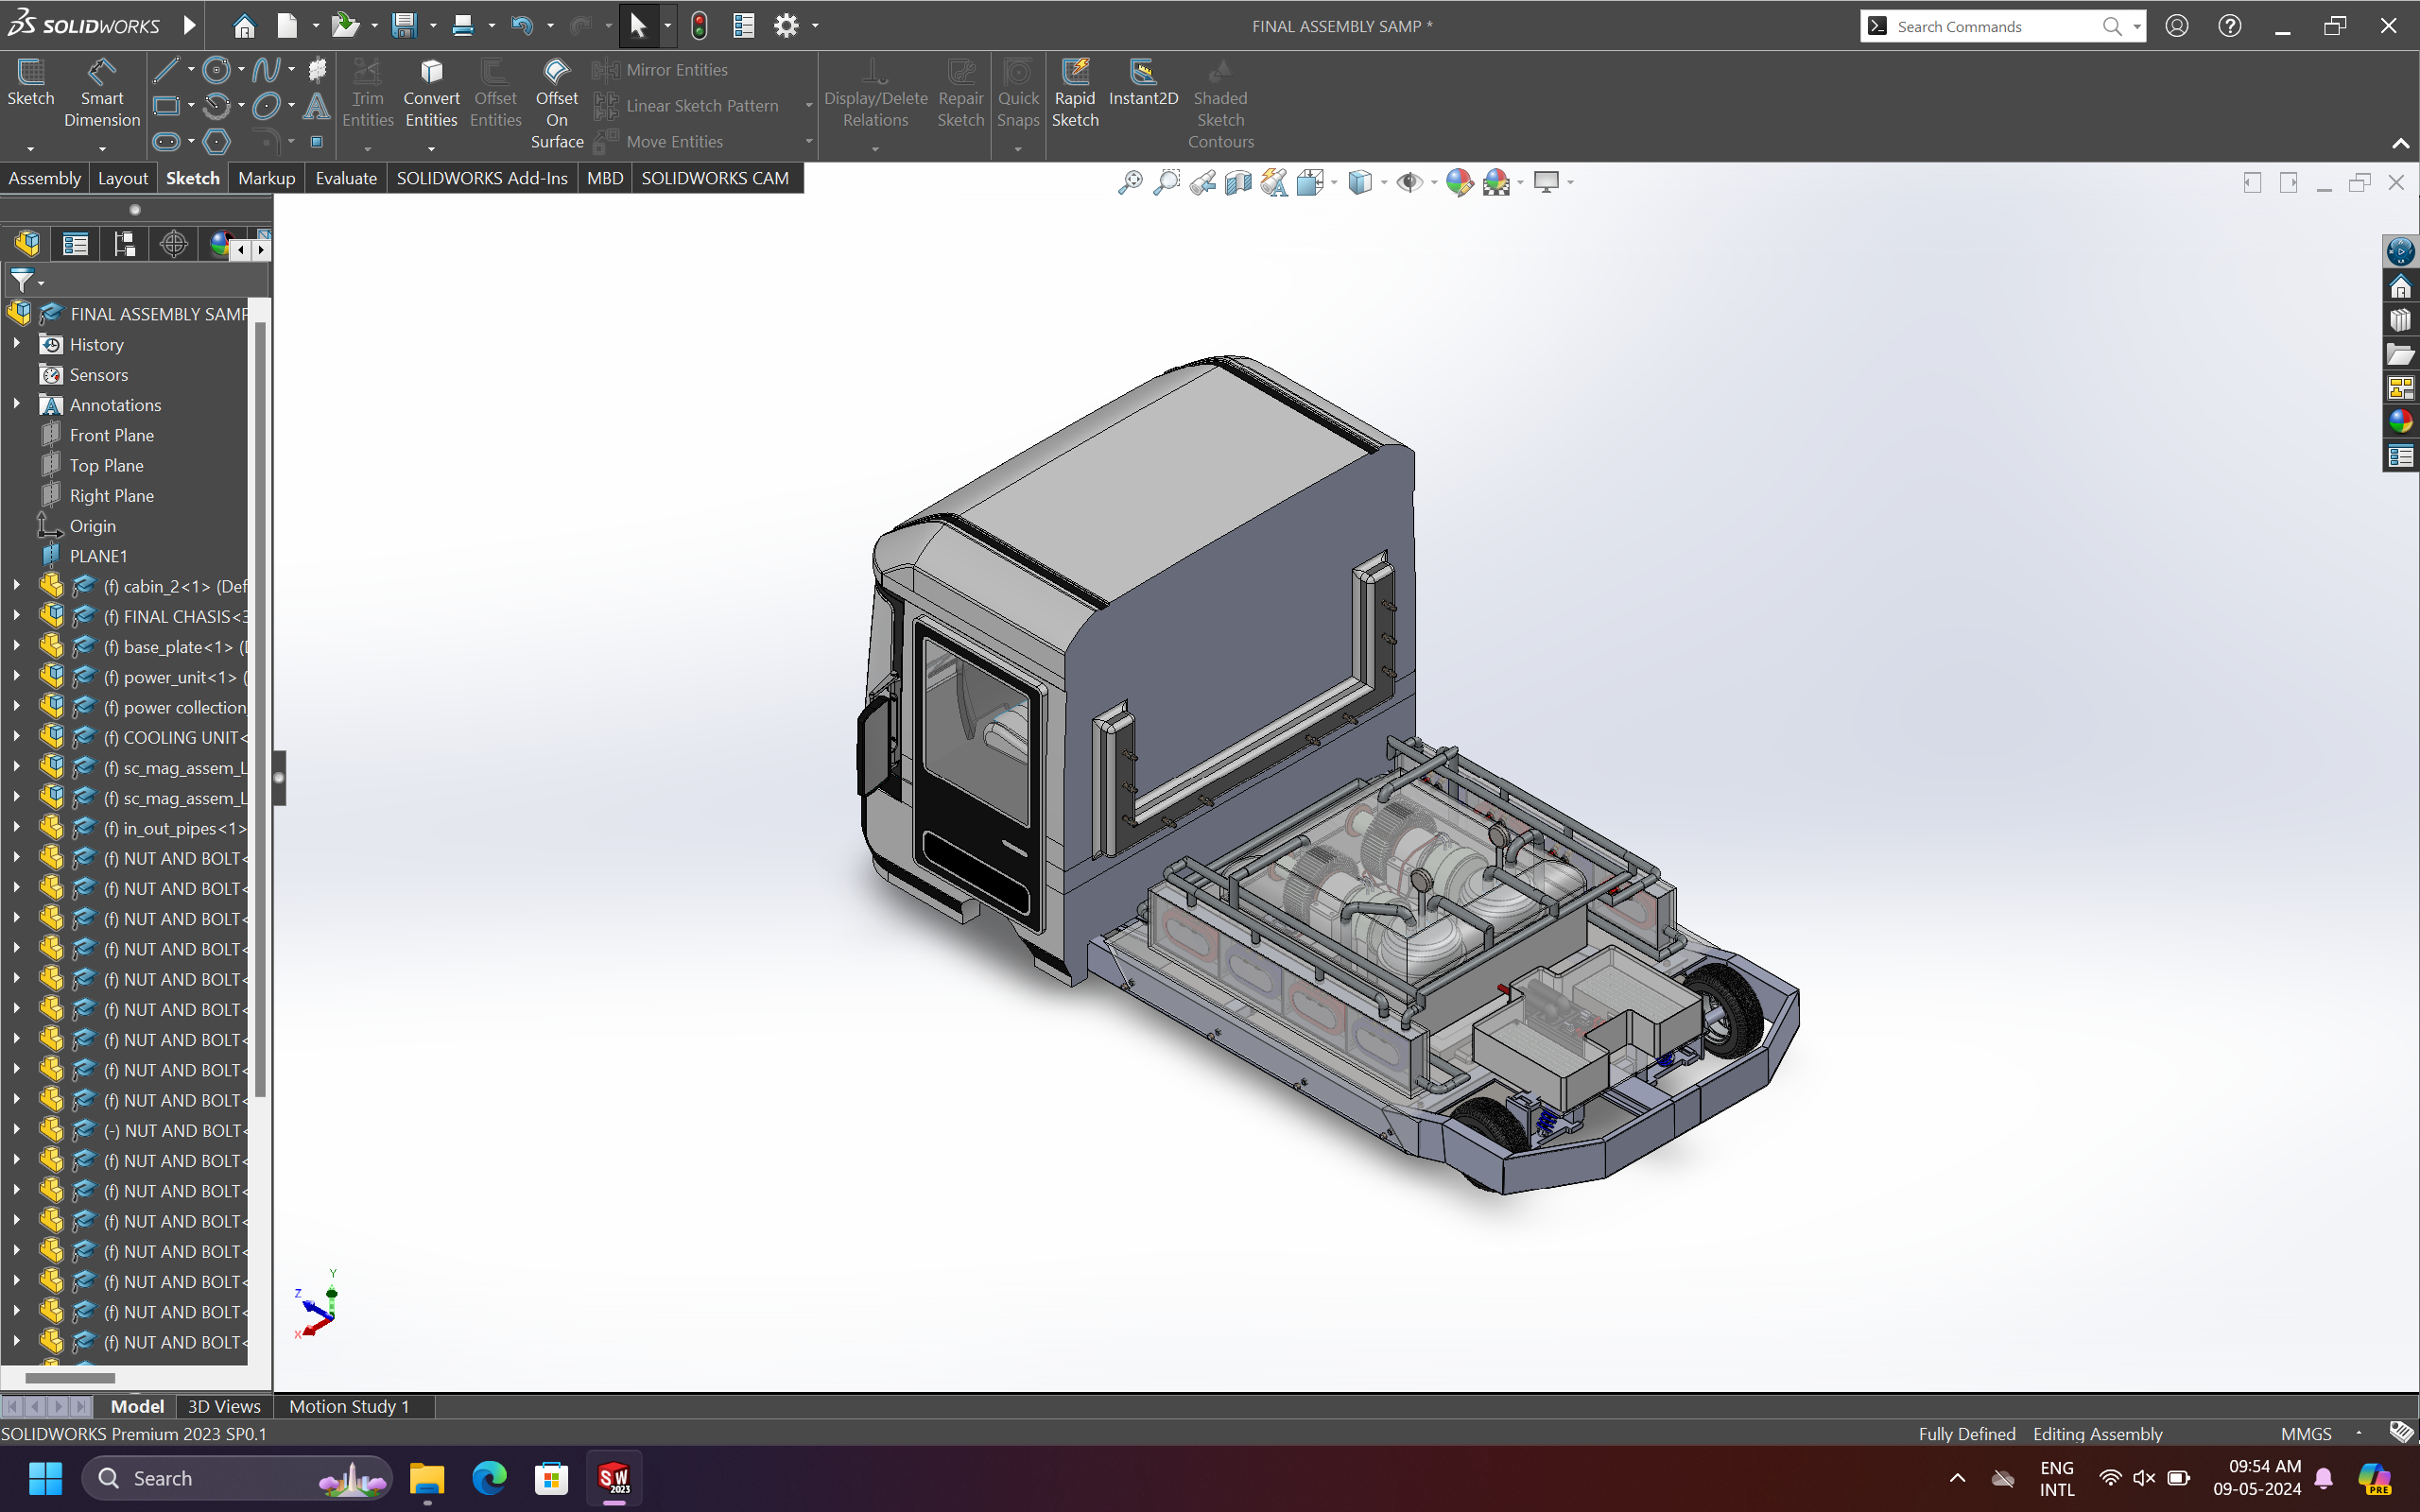 SOLIDWORKS
FINAL ASSEMBLY SAMP *
Search Commands
Sketch
Smart Dimension
Trim Entities
Convert Entities
Offset Entities
Offset On Surface
Mirror Entities
Linear Sketch Pattern
Move Entities
Display/Delete Relations
Repair Sketch
Quick Snaps
Rapid Sketch
Instant2D
Shaded Sketch Contours
Assembly Layout Sketch Markup Evaluate SOLIDWORKS Add-Ins MBD SOLIDWORKS CAM
FINAL ASSEMBLY SAMP
History
Sensors
Annotations
Front Plane
Top Plane
Right Plane
Origin
PLANE1
(f) cabin_2<1> (Def
(f) FINAL CHASIS<3
(f) base_plate<1> (
(f) power_unit<1> (
(f) power collection
(f) COOLING UNIT<
(f) sc_mag_assem_L
(f) sc_mag_assem_L
(f) in_out_pipes<1>
(f) NUT AND BOLT<
(f) NUT AND BOLT<
(f) NUT AND BOLT<
(f) NUT AND BOLT<
(f) NUT AND BOLT<
(f) NUT AND BOLT<
(f) NUT AND BOLT<
(f) NUT AND BOLT<
(f) NUT AND BOLT<
(-) NUT AND BOLT<
(f) NUT AND BOLT<
(f) NUT AND BOLT<
(f) NUT AND BOLT<
(f) NUT AND BOLT<
(f) NUT AND BOLT<
(f) NUT AND BOLT<
(f) NUT AND BOLT<
Y
Z
X
Model 3D Views Motion Study 1
SOLIDWORKS Premium 2023 SP0.1
Fully Defined Editing Assembly MMGS
Search
SW 2023
ENG
INTL
09:54 AM
09-05-2024
PRE